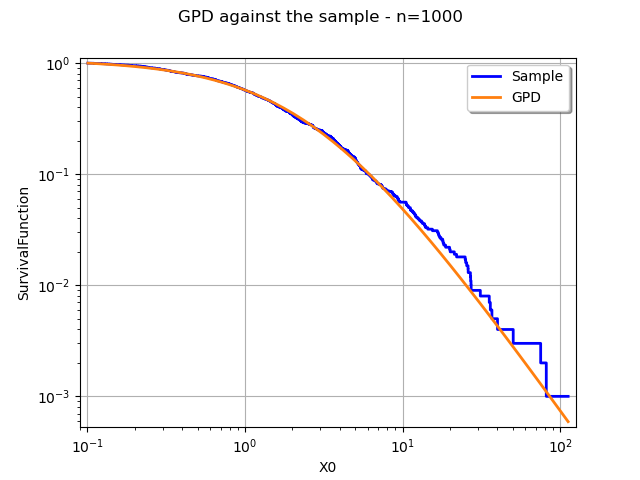 GPD against the sample - n=1000
Sample
GPD
10⁰
10⁻¹
10⁻²
10⁻³
SurvivalFunction
10⁻¹
10⁰
10¹
10²
X0